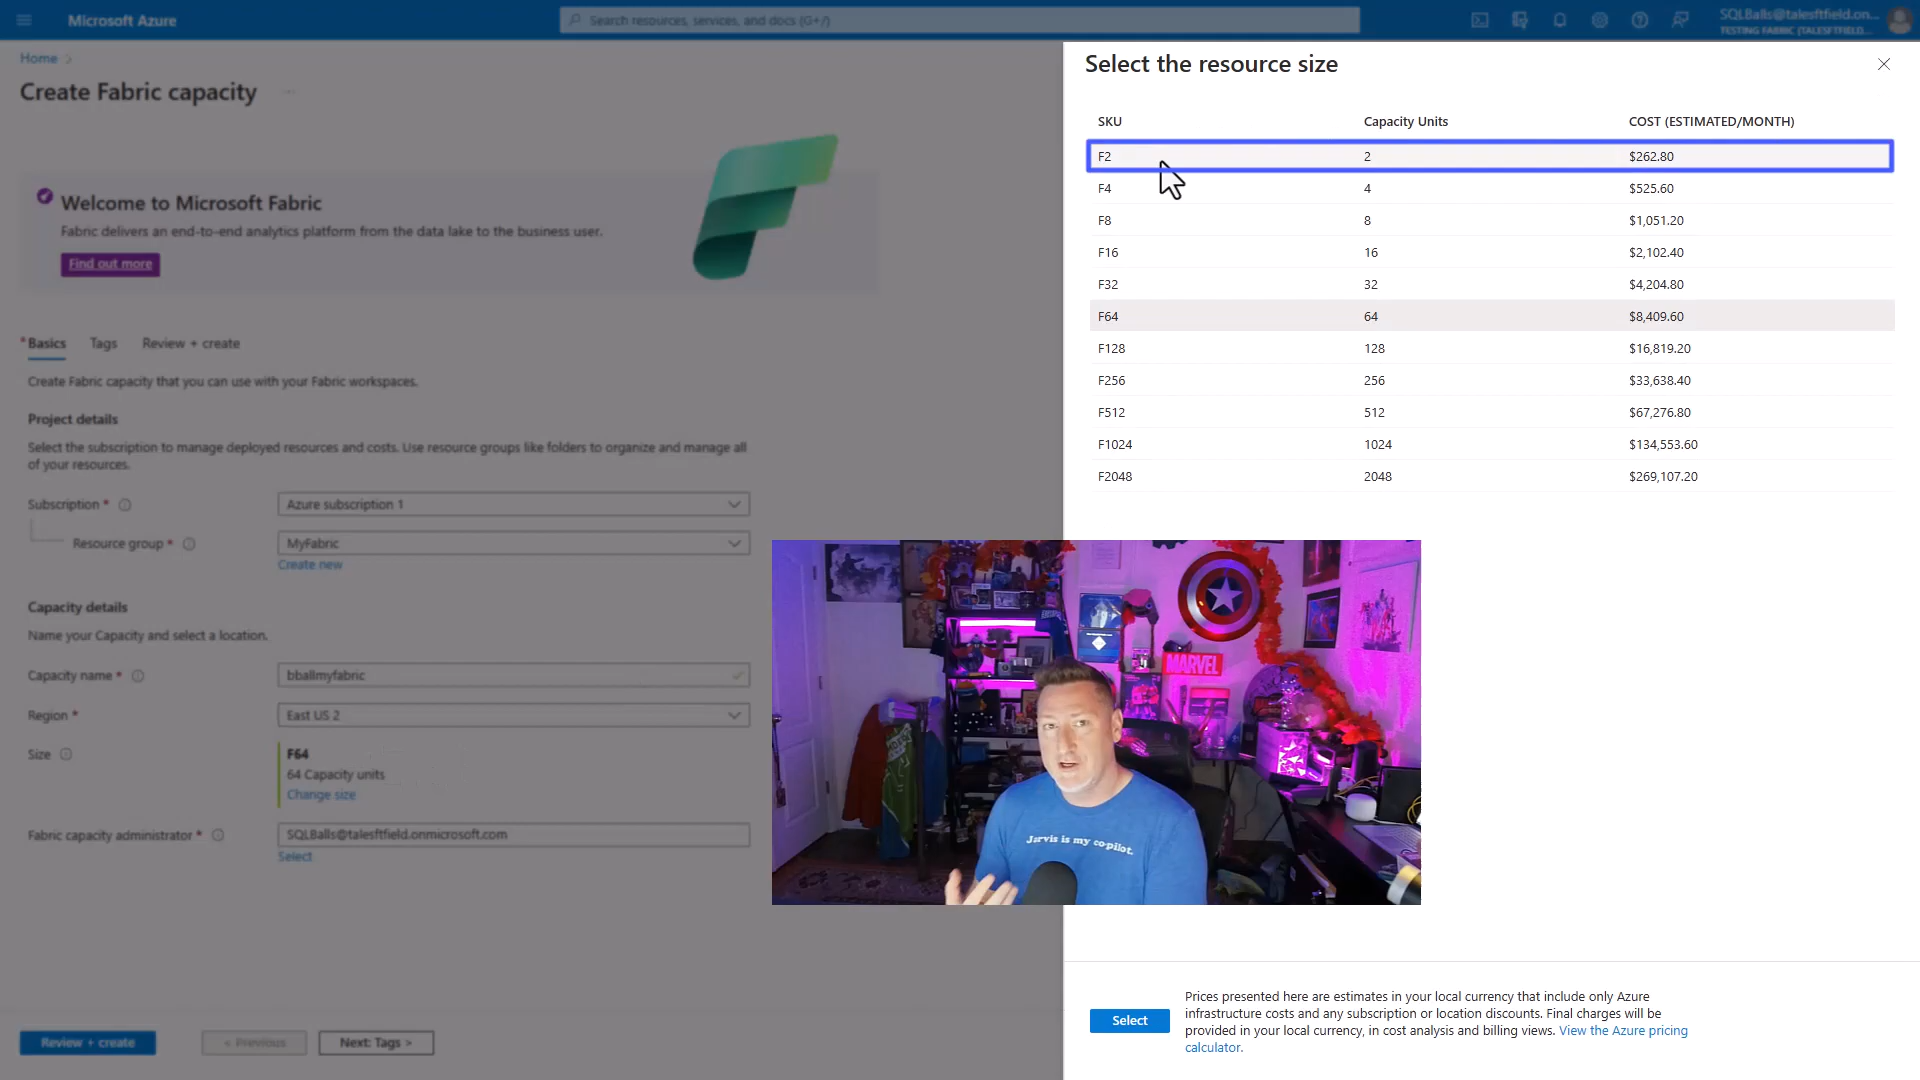 Microsoft Azure
Search resources, services, and docs (G+/)
SQLBalls@talesftfield.on...
TESTING FABRIC (TALESFTFIELD....
Home >
Create Fabric capacity ...
Welcome to Microsoft Fabric
Fabric delivers an end-to-end analytics platform from the data lake to the business user.
Find out more
* Basics Tags Review + create
Create Fabric capacity that you can use with your Fabric workspaces.
Project details
Select the subscription to manage deployed resources and costs. Use resource groups like folders to organize and manage all
of your resources.
Subscription *
Azure subscription 1
Resource group *
MyFabric
Create new
Capacity details
Name your Capacity and select a location.
Capacity name *
bballmyfabric
Region *
East US 2
Size
F64
64 Capacity units
Change size
Fabric capacity administrator *
SQLBalls@talesftfield.onmicrosoft.com
Select
Review + create
< Previous
Next: Tags >
Select the resource size
SKU Capacity Units COST (ESTIMATED/MONTH)
F2 2 $262.80
F4 4 $525.60
F8 8 $1,051.20
F16 16 $2,102.40
F32 32 $4,204.80
F64 64 $8,409.60
F128 128 $16,819.20
F256 256 $33,638.40
F512 512 $67,276.80
F1024 1024 $134,553.60
F2048 2048 $269,107.20
MARVEL
Jarvis is my co-pilot.
Select
Prices presented here are estimates in your local currency that include only Azure
infrastructure costs and any subscription or location discounts. Final charges will be
provided in your local currency, in cost analysis and billing views. View the Azure pricing
calculator.